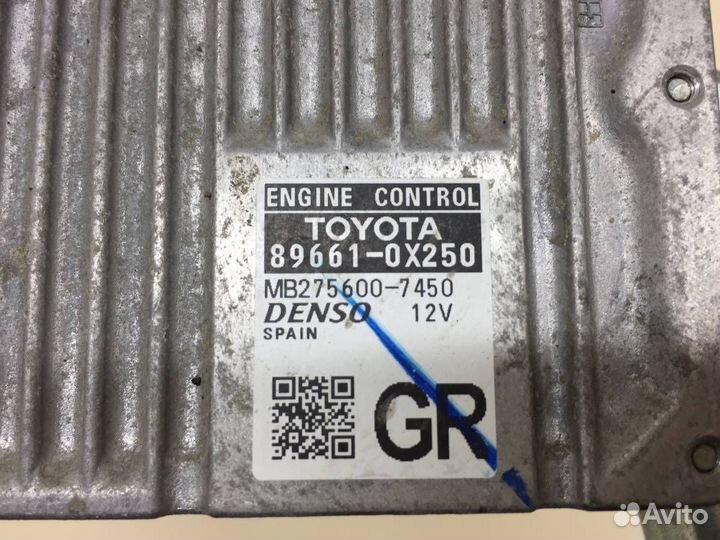 ENGINE CONTROL
TOYOTA
89661-0X250
MB275600-7450
DENSO 12V
SPAIN
GR
Avito